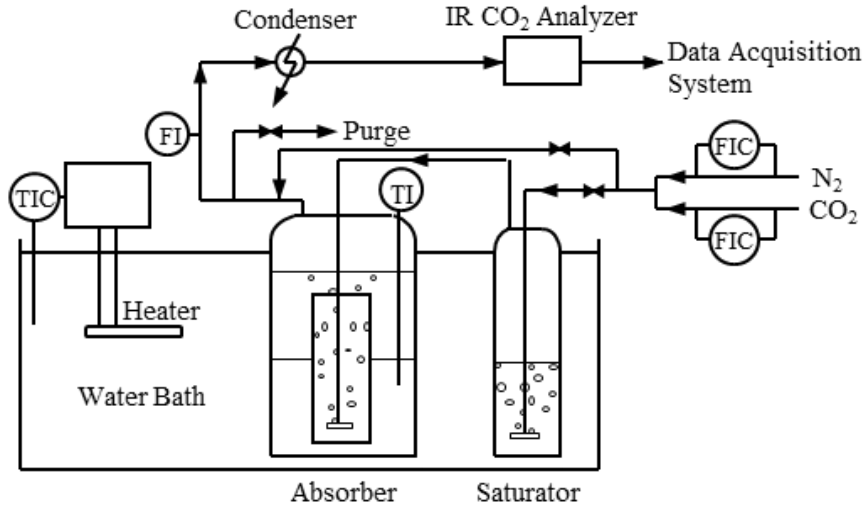 Condenser
IR CO₂ Analyzer
Data Acquisition
System
FI
Purge
FIC
N₂
TIC
TI
CO₂
FIC
Heater
Water Bath
Absorber
Saturator